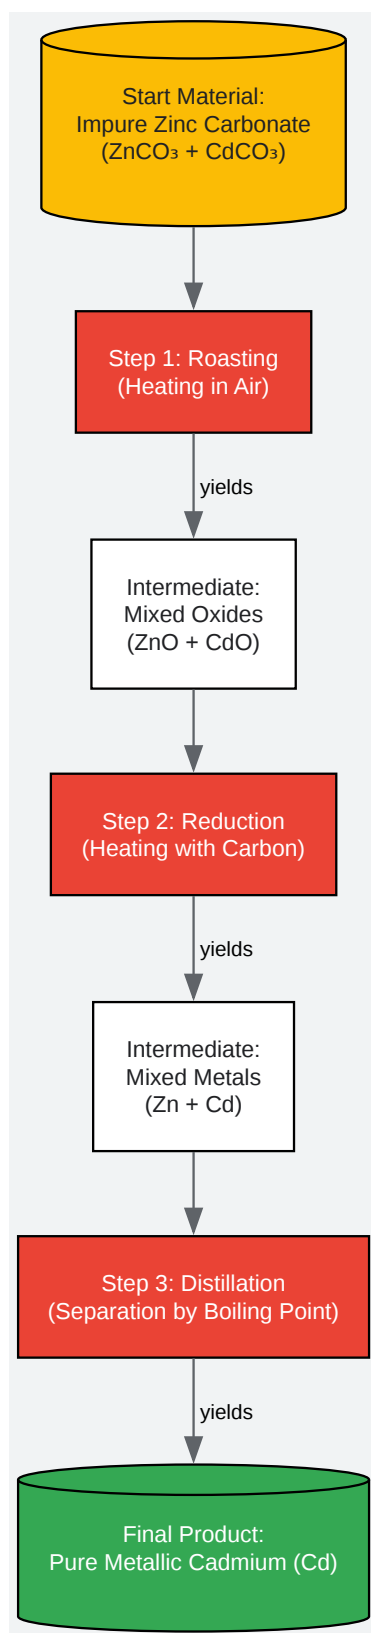 Start Material:
Impure Zinc Carbonate
(ZnCO₃ + CdCO₃)
Step 1: Roasting
(Heating in Air)
yields
Intermediate:
Mixed Oxides
(ZnO + CdO)
Step 2: Reduction
(Heating with Carbon)
yields
Intermediate:
Mixed Metals
(Zn + Cd)
Step 3: Distillation
(Separation by Boiling Point)
yields
Final Product:
Pure Metallic Cadmium (Cd)